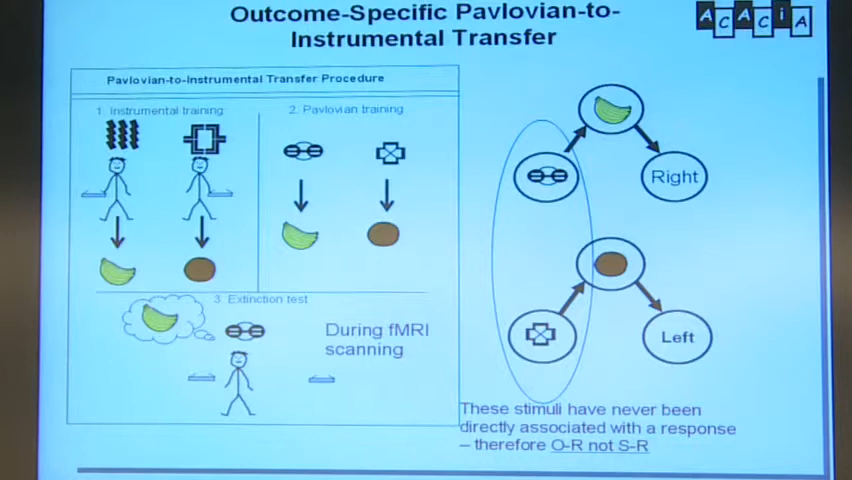 Outcome-Specific Pavlovian-to-
Instrumental Transfer
ACACiA
Pavlovian-to-Instrumental Transfer Procedure
1. Instrumental training
2. Pavlovian training
3. Extinction test
During fMRI
scanning
Right
Left
These stimuli have never been
directly associated with a response
– therefore O-R not S-R